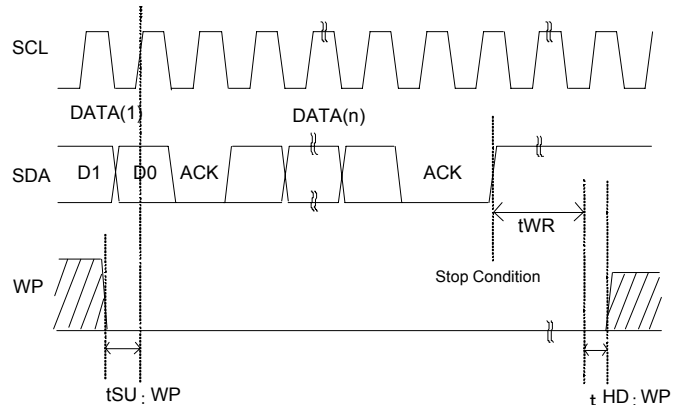 SCL
DATA(1)
DATA(n)
SDA
D1
D0
ACK
ACK
tWR
WP
Stop Condition
tSU : WP
t HD : WP